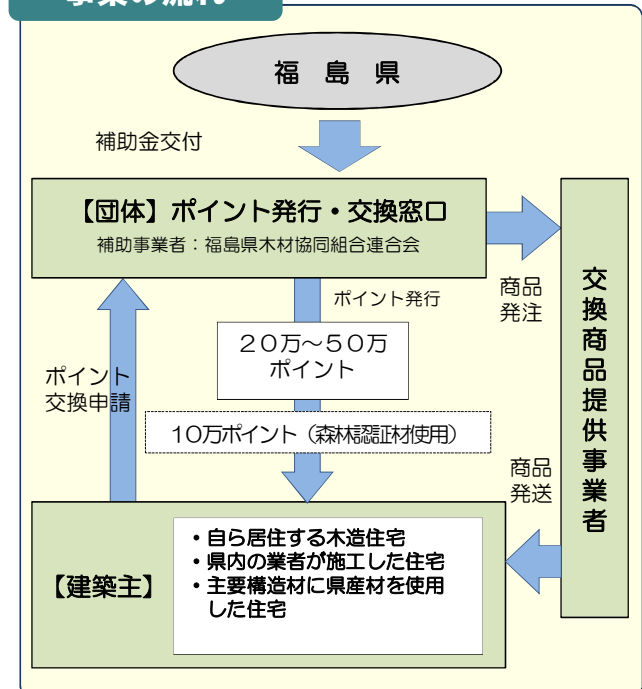 事業の流れ
福 島 県
補助金交付
【団体】ポイント発行・交換窓口
補助事業者：福島県木材協同組合連合会
ポイント発行
商品
発注
20万～50万
ポイント
ポイント
交換申請
10万ポイント（森林認証材使用）
交換商品提供事業者
商品
発送
【建築主】
・自ら居住する木造住宅
・県内の業者が施工した住宅
・主要構造材に県産材を使用
した住宅